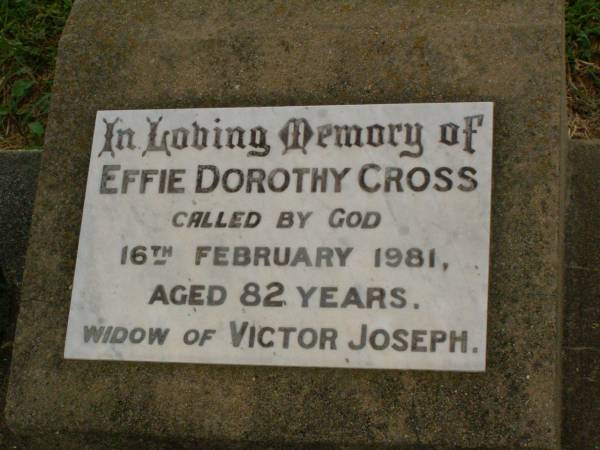 In Loving Memory of
EFFIE DOROTHY CROSS
CALLED BY GOD
16TH FEBRUARY 1981,
AGED 82 YEARS.
WIDOW OF VICTOR JOSEPH.